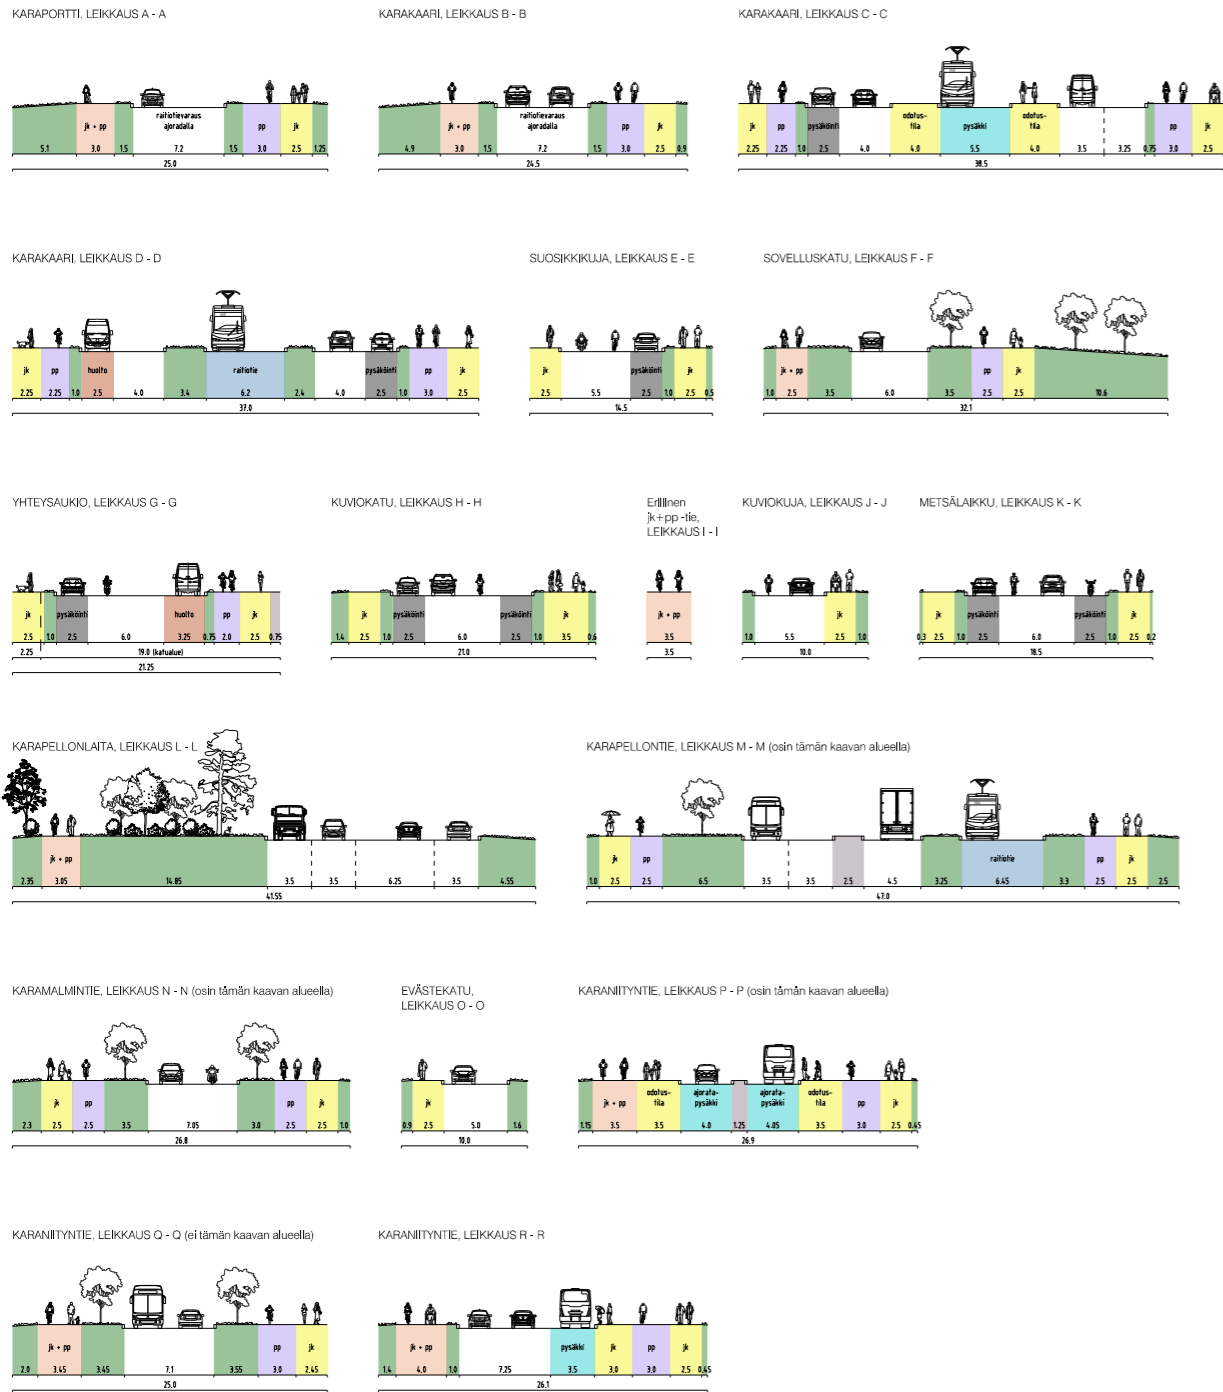 KARAPORTTI, LEIKKAUS A - A
jk + pp
raitiotievaraus
ajoradalla
pp
jk
5.1 3.0 1.5 7.2 1.5 3.0 2.5 1.25
25.0
KARAKAARI, LEIKKAUS B - B
jk + pp
raitiotievaraus
ajoradalla
pp
jk
4.9 3.0 1.5 7.2 1.5 3.0 2.5 0.9
24.5
KARAKAARI, LEIKKAUS C - C
jk pp pysäköinti
odotus-
tila
pysäkki
odotus-
tila
pp jk
2.25 2.25 1.0 2.5 4.0 4.0 5.5 4.0 3.5 3.25 0.75 3.0 2.5
38.5
KARAKAARI, LEIKKAUS D - D
jk pp huolto raitiotie pysäköinti pp jk
2.25 2.25 1.0 2.5 4.0 3.4 6.2 2.4 4.0 2.5 1.0 3.0 2.5
37.0
SUOSIKKIKUJA, LEIKKAUS E - E
jk pysäköinti jk
2.5 5.5 2.5 1.0 2.5 0.5
14.5
SOVELLUSKATU, LEIKKAUS F - F
jk + pp pp jk
1.0 2.5 3.5 6.0 3.5 2.5 2.5 10.6
32.1
YHTEYSAUKIO, LEIKKAUS G - G
jk pysäköinti huolto pp jk
2.5 1.0 2.5 6.0 3.25 0.75 2.0 2.5 0.75
2.25 19.0 (katualue)
21.25
KUVIOKATU, LEIKKAUS H - H
jk pysäköinti pysäköinti jk
1.4 2.5 1.0 2.5 6.0 2.5 1.0 3.5 0.6
21.0
Erillinen
jk+pp -tie,
LEIKKAUS I - I
jk + pp
3.5
3.5
KUVIOKUJA, LEIKKAUS J - J
jk
1.0 5.5 2.5 1.0
10.0
METSÄLAIKKU, LEIKKAUS K - K
jk pysäköinti pysäköinti jk
0.3 2.5 1.0 2.5 6.0 2.5 1.0 2.5 0.2
18.5
KARAPELLONLAITA, LEIKKAUS L - L
jk + pp
2.35 3.05 14.85 3.5 3.5 6.25 3.5 4.55
41.55
KARAPELLONTIE, LEIKKAUS M - M (osin tämän kaavan alueella)
jk pp raitiotie pp jk
1.0 2.5 2.5 6.5 3.5 3.5 2.5 4.5 3.25 6.45 3.3 2.5 2.5 2.5
47.0
KARAMALMINTIE, LEIKKAUS N - N (osin tämän kaavan alueella)
jk pp pp jk
2.3 2.5 2.5 3.5 7.05 3.0 2.5 2.5 1.0
26.8
EVÄSTEKATU,
LEIKKAUS O - O
jk
0.9 2.5 5.0 1.6
10.0
KARANIITYNTIE, LEIKKAUS P - P (osin tämän kaavan alueella)
jk + pp
odotus-
tila
ajorata-
pysäkki
ajorata-
pysäkki
odotus-
tila
pp jk
1.15 3.5 3.5 4.0 1.25 4.05 3.5 3.0 2.5 0.45
26.9
KARANIITYNTIE, LEIKKAUS Q - Q (ei tämän kaavan alueella)
jk + pp pp jk
2.0 3.45 3.45 7.1 3.55 3.0 2.45
25.0
KARANIITYNTIE, LEIKKAUS R - R
jk + pp pysäkki jk pp jk
1.4 4.0 1.0 7.25 3.5 3.0 3.0 2.5 0.45
26.1